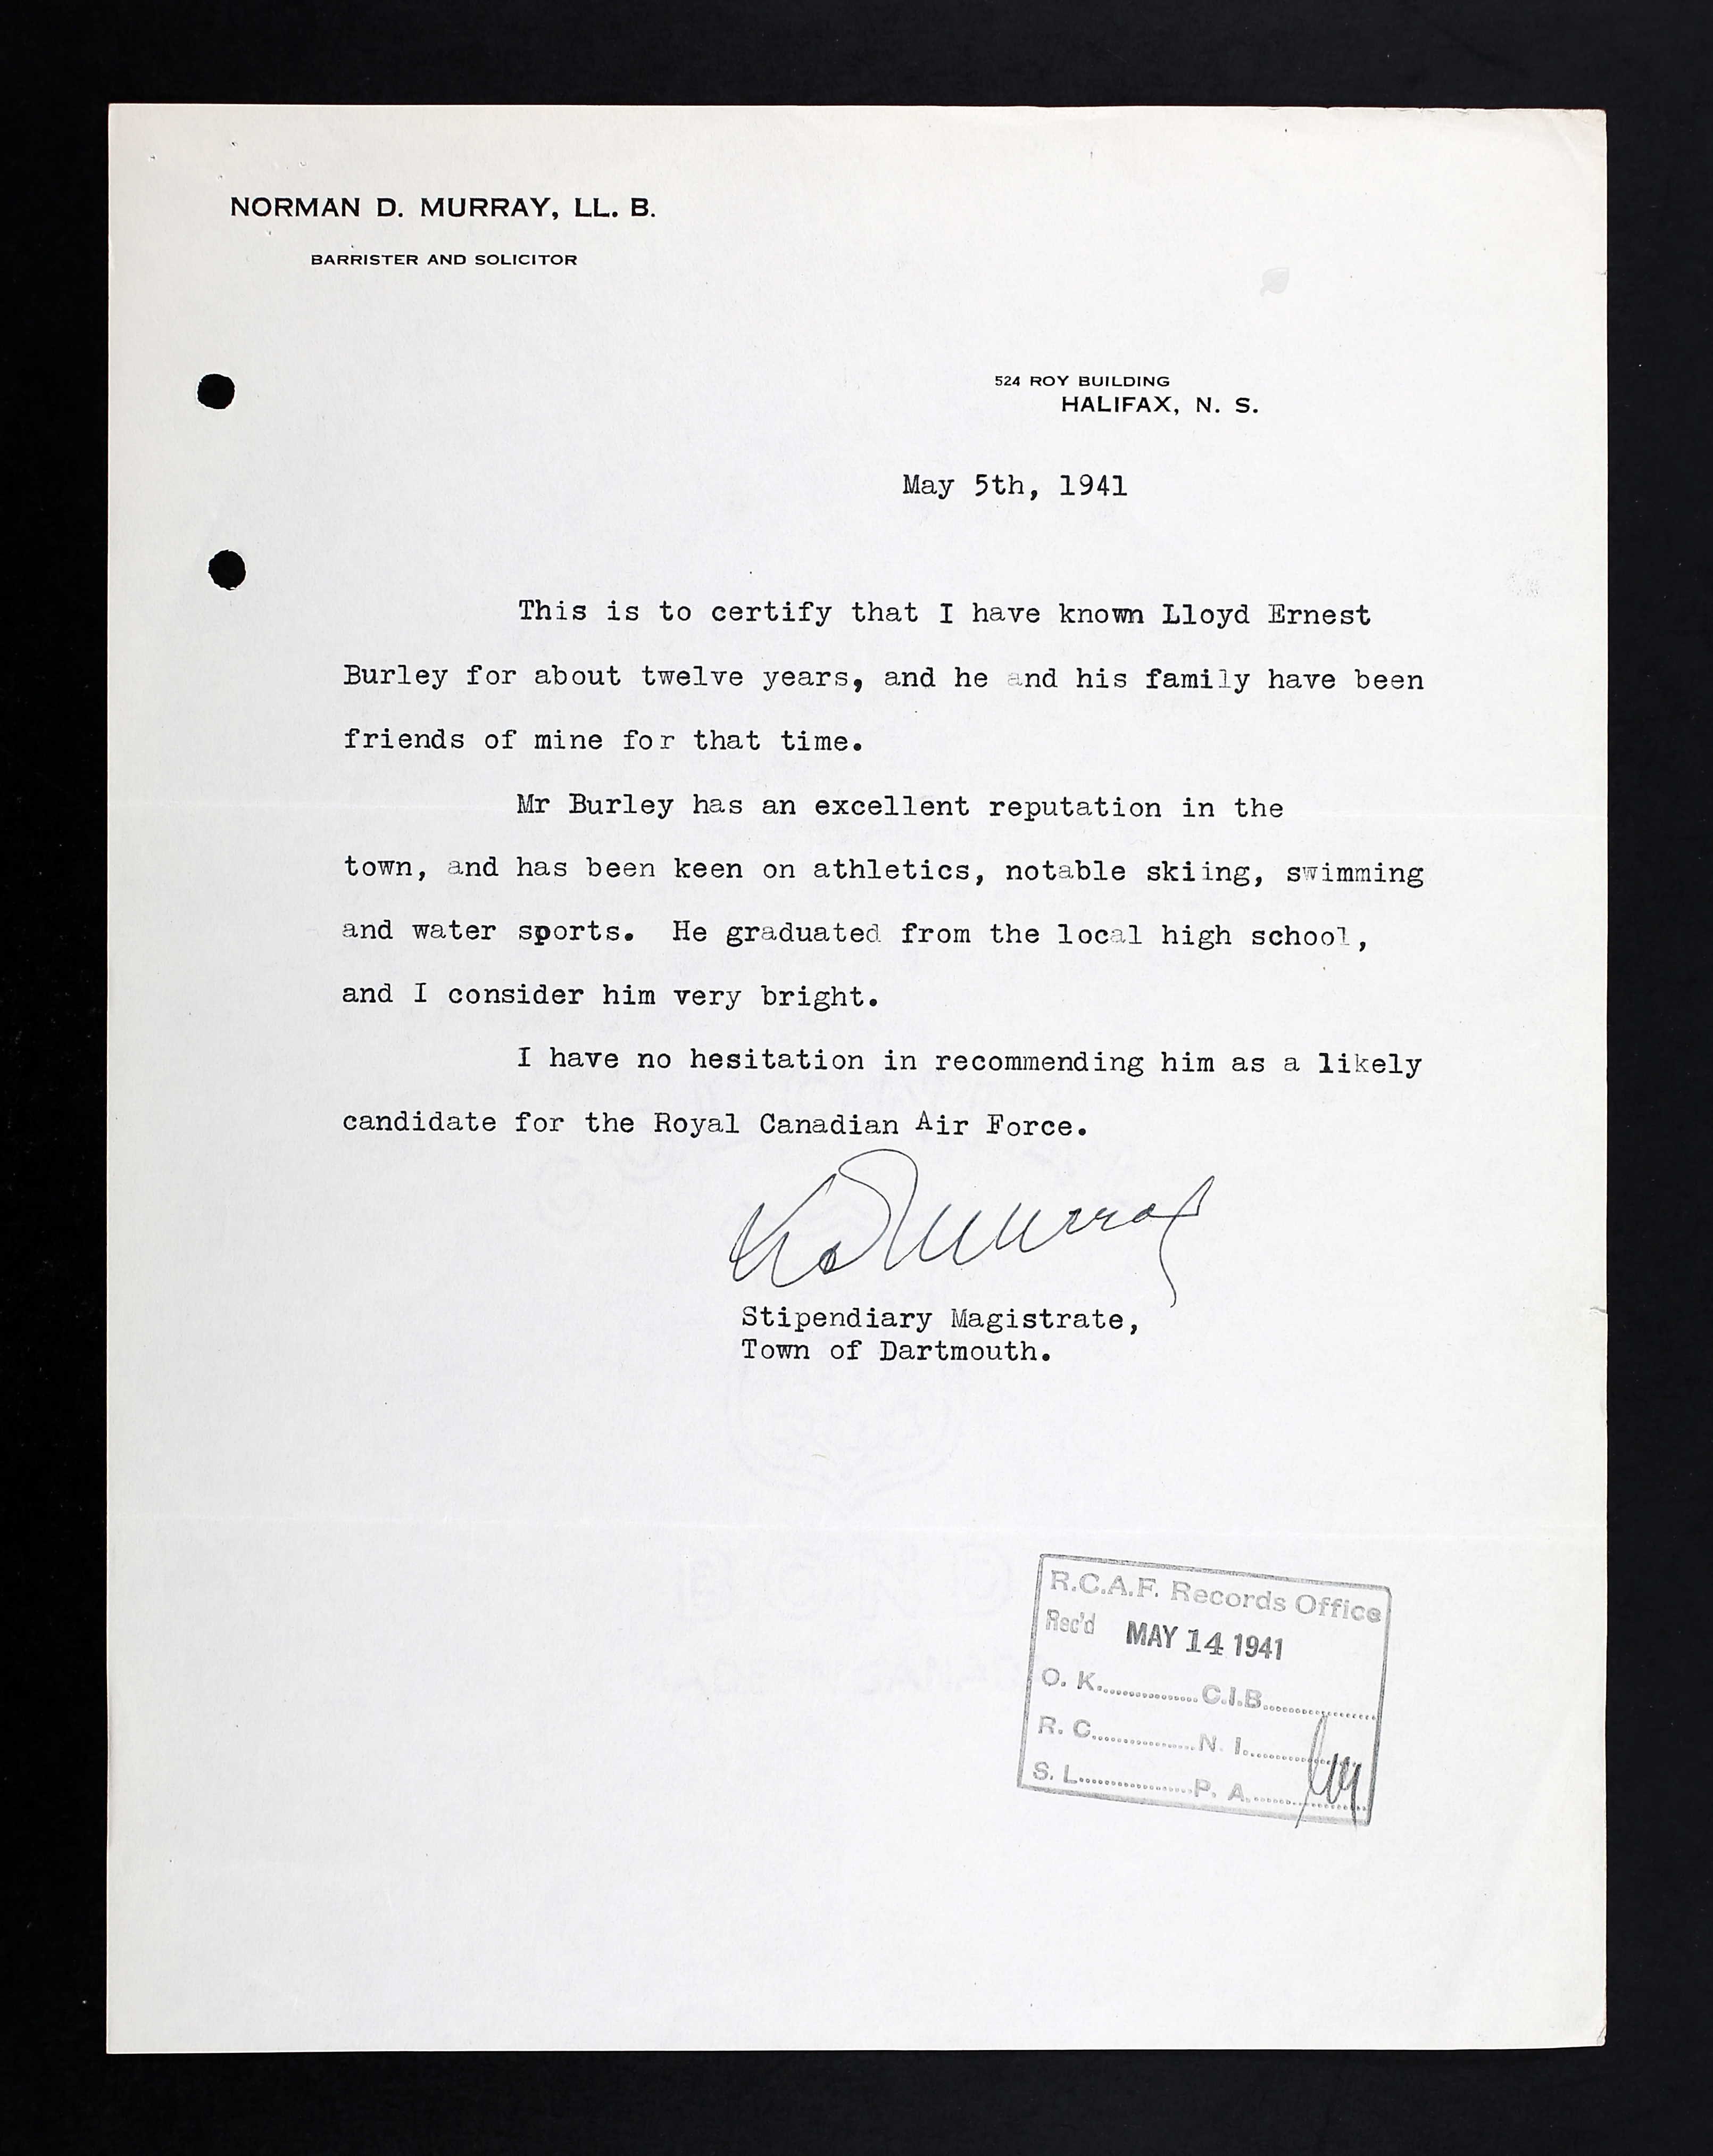 NORMAN D. MURRAY, LL. B.
BARRISTER AND SOLICITOR
524 ROY BUILDING
HALIFAX, N. S.
May 5th, 1941
This is to certify that I have known Lloyd Ernest
Burley for about twelve years, and he and his family have been
friends of mine for that time.
Mr Burley has an excellent reputation in the
town, and has been keen on athletics, notable skiing, swimming
and water sports. He graduated from the local high school,
and I consider him very bright.
I have no hesitation in recommending him as a likely
candidate for the Royal Canadian Air Force.
Murray
Stipendiary Magistrate,
Town of Dartmouth.
R.C.A.F. Records Office
Rec'd MAY 14 1941
O. K. C.I.B.
R. C. N. I.
S. L. P. A.